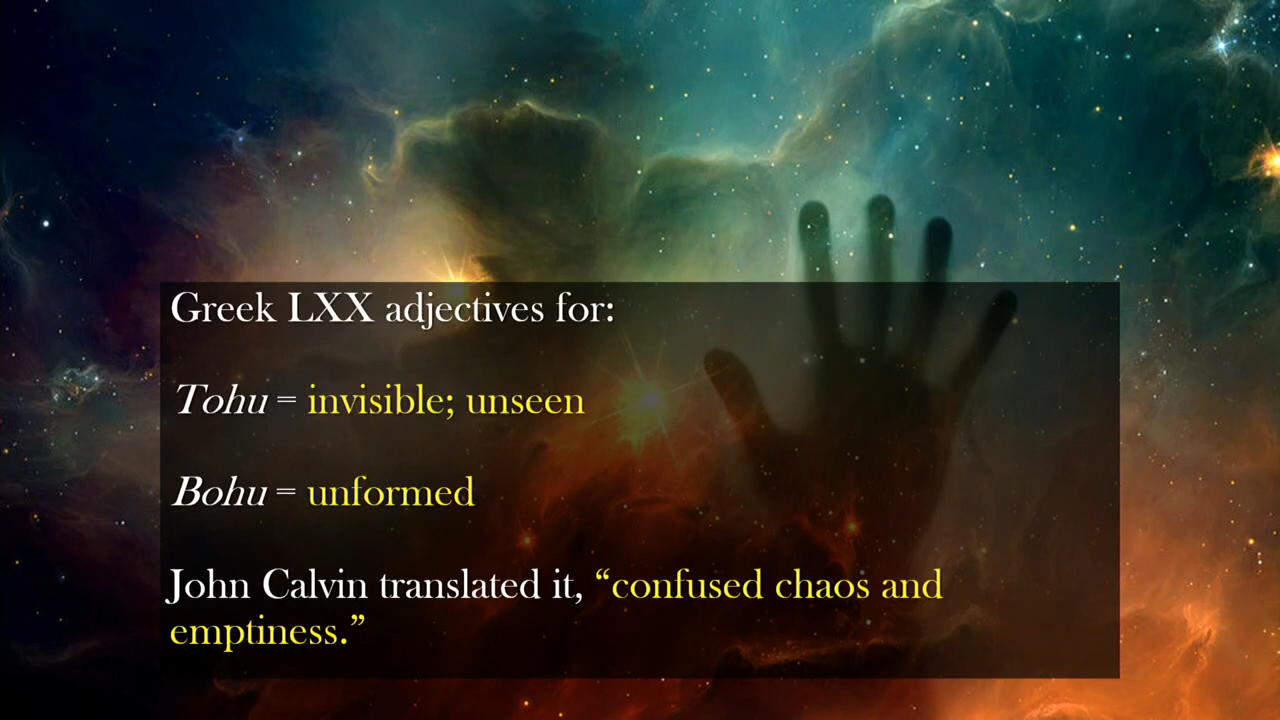 Greek LXX adjectives for:
Tohu = invisible; unseen
Bohu = unformed
John Calvin translated it, “confused chaos and
emptiness.”